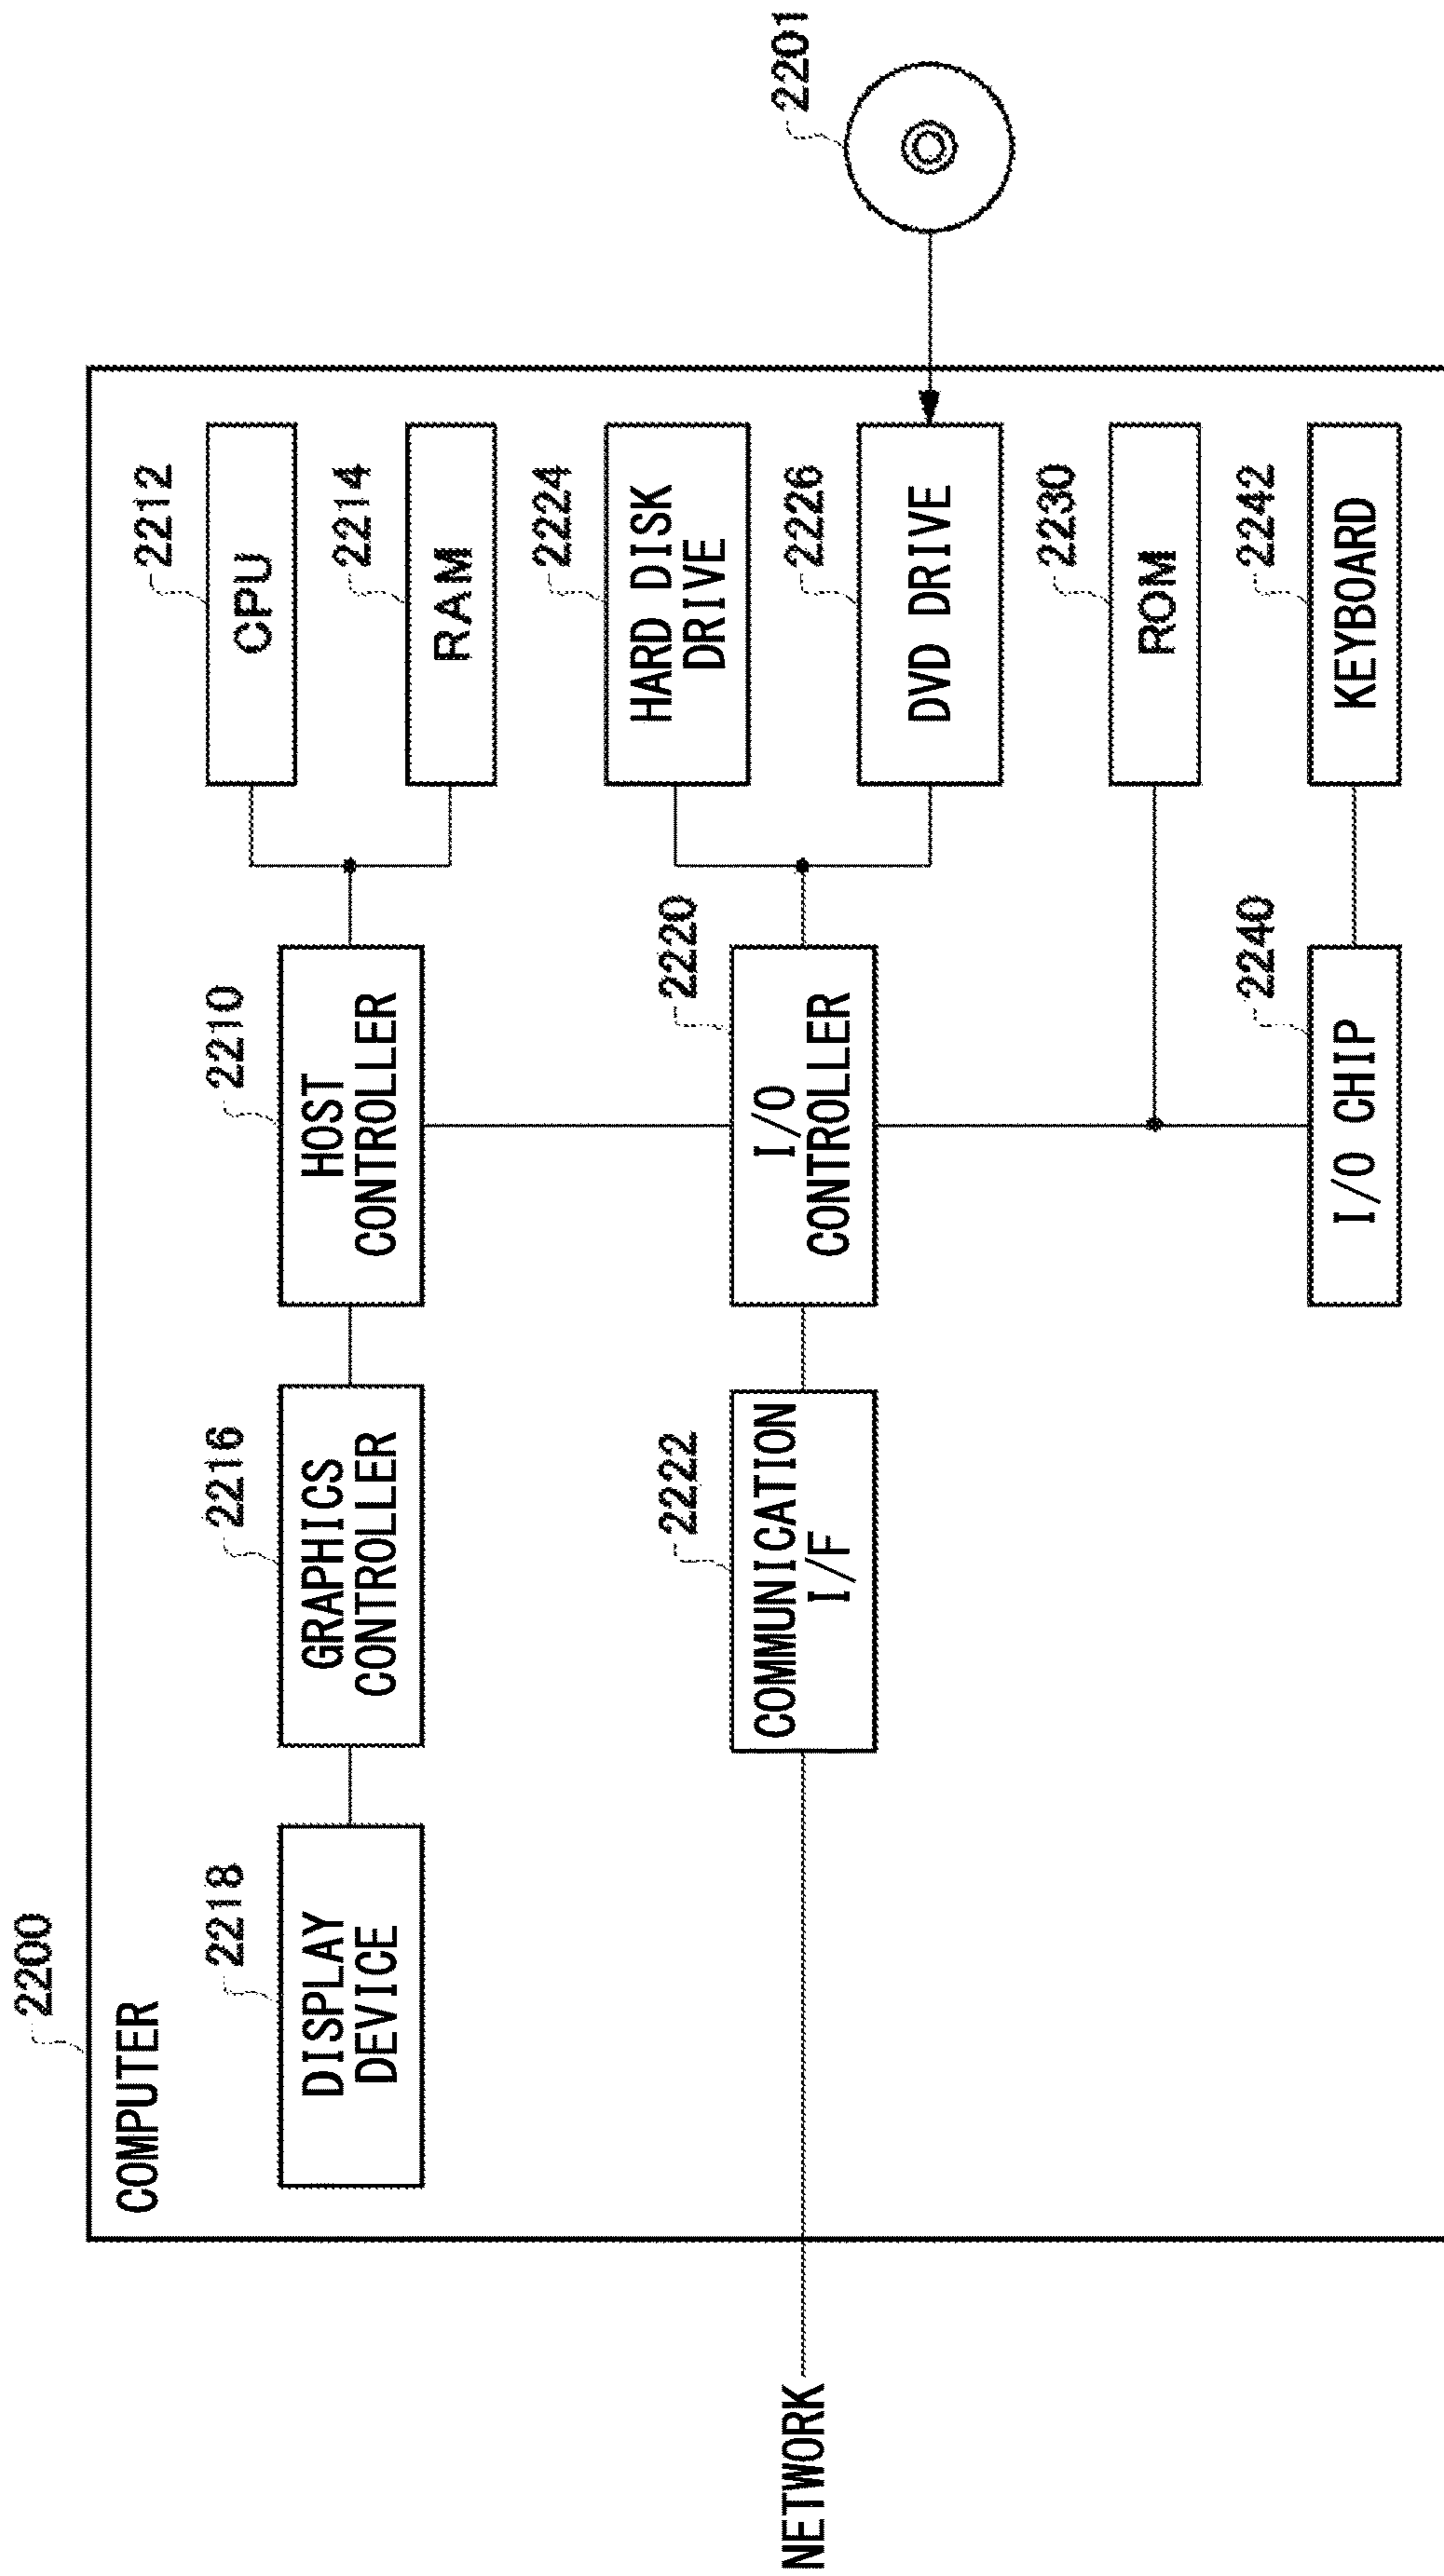 2200
COMPUTER
2218
DISPLAY
DEVICE
2216
GRAPHICS
CONTROLLER
2210
HOST
CONTROLLER
2212
CPU
2214
RAM
NETWORK
2222
COMMUNICATION
I/F
2220
I/O
CONTROLLER
2224
HARD DISK
DRIVE
2226
DVD DRIVE
2201
2230
ROM
2240
I/O CHIP
2242
KEYBOARD